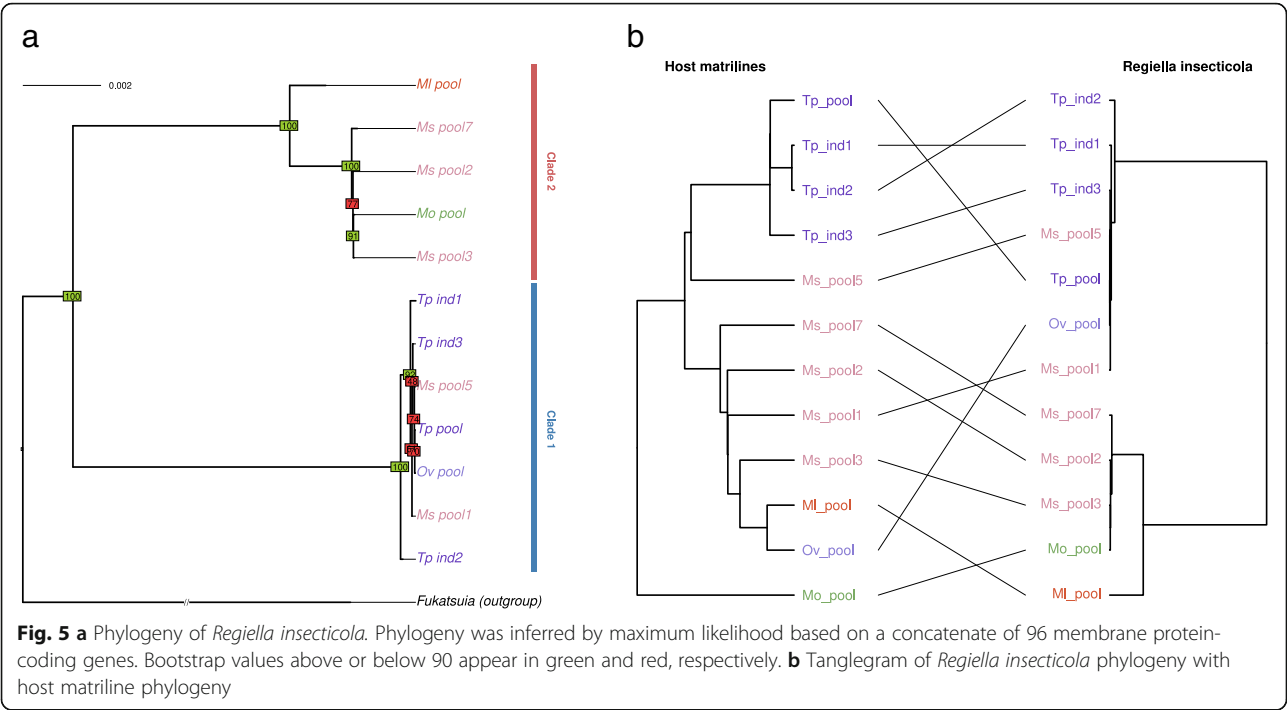 a
0.002
Ml pool
Ms pool7
100
100
Ms pool2
77
Mo pool
91
Ms pool3
Clade 2
100
Tp ind1
Tp ind3
92
Ms pool5
74
Tp pool
Ov pool
100
Ms pool1
Tp ind2
Clade 1
Fukatsuia (outgroup)
b
Host matrilines
Regiella insecticola
Tp_pool
Tp_ind1
Tp_ind2
Tp_ind3
Ms_pool5
Ms_pool7
Ms_pool2
Ms_pool1
Ms_pool3
Ml_pool
Ov_pool
Mo_pool
Tp_ind2
Tp_ind1
Tp_ind3
Ms_pool5
Tp_pool
Ov_pool
Ms_pool1
Ms_pool7
Ms_pool2
Ms_pool3
Mo_pool
Ml_pool
Fig. 5 a Phylogeny of Regiella insecticola. Phylogeny was inferred by maximum likelihood based on a concatenate of 96 membrane protein-
coding genes. Bootstrap values above or below 90 appear in green and red, respectively. b Tanglegram of Regiella insecticola phylogeny with
host matriline phylogeny